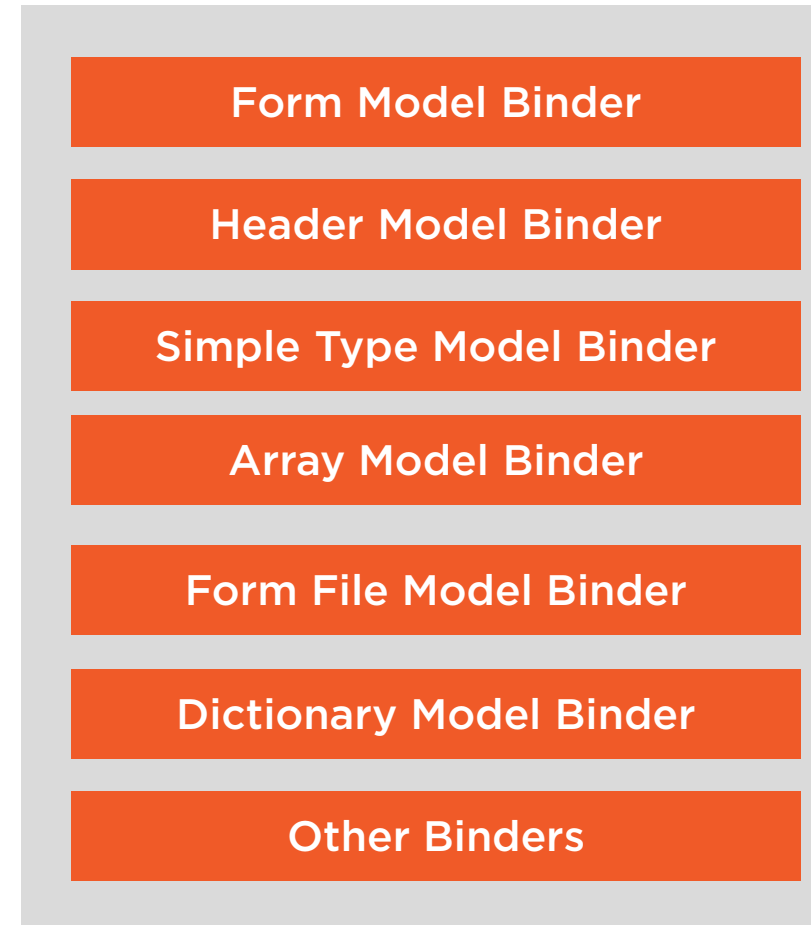 Form Model Binder
Header Model Binder
Simple Type Model Binder
Array Model Binder
Form File Model Binder
Dictionary Model Binder
Other Binders